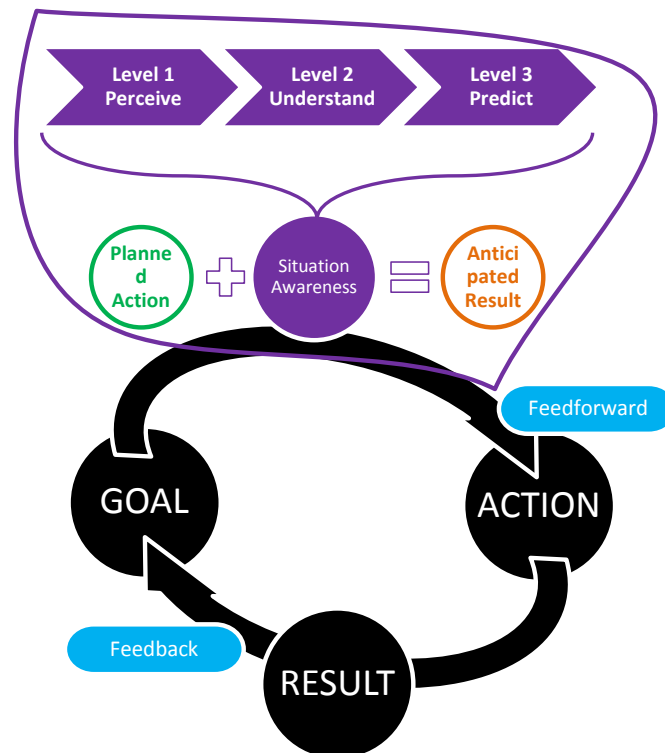 Level 1
Perceive
Level 2
Understand
Level 3
Predict
Planne
d
Action
Situation
Awareness
Antici
pated
Result
Feedforward
GOAL
ACTION
Feedback
RESULT